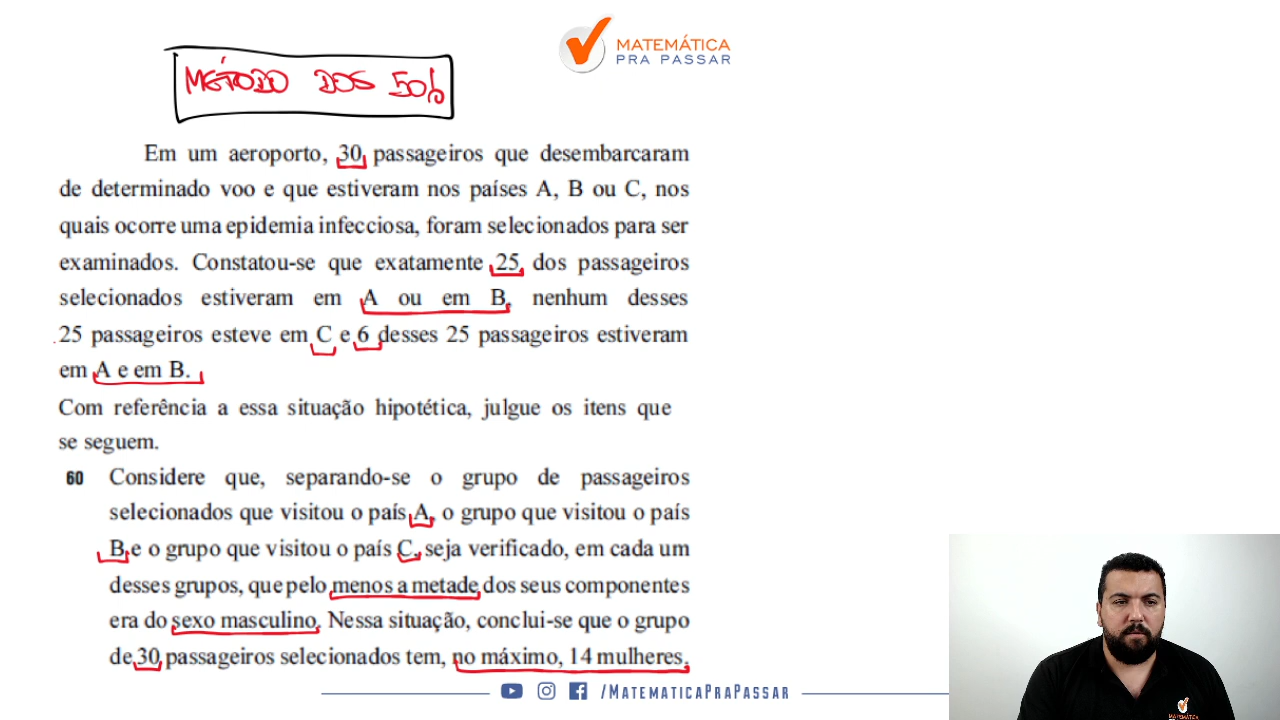 MATEMÁTICA
PRA PASSAR
MÉTODO DOS 50%
Em um aeroporto, 30 passageiros que desembarcaram
de determinado voo e que estiveram nos países A, B ou C, nos
quais ocorre uma epidemia infecciosa, foram selecionados para ser
examinados. Constatou-se que exatamente 25 dos passageiros
selecionados estiveram em A ou em B, nenhum desses
25 passageiros esteve em C e 6 desses 25 passageiros estiveram
em A e em B.
Com referência a essa situação hipotética, julgue os itens que
se seguem.
60 Considere que, separando-se o grupo de passageiros
selecionados que visitou o país A, o grupo que visitou o país
B e o grupo que visitou o país C, seja verificado, em cada um
desses grupos, que pelo menos a metade dos seus componentes
era do sexo masculino. Nessa situação, conclui-se que o grupo
de 30 passageiros selecionados tem, no máximo, 14 mulheres.
/MATEMATICAPRAPASSAR
MATEMÁTICA